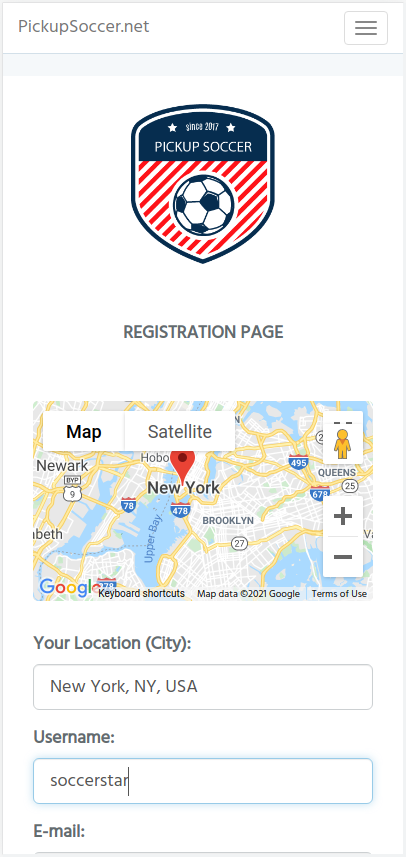 PickupSoccer.net
since 2017
PICKUP SOCCER
REGISTRATION PAGE
Map
Satellite
Hobo
Newark
495
QUEENS
BYP
9
25
New York
78
678
478
BROOKLYN
Upper Bay
27
Google
Keyboard shortcuts
Map data ©2021 Google
Terms of Use
Your Location (City):
New York, NY, USA
Username:
soccerstar
E-mail: